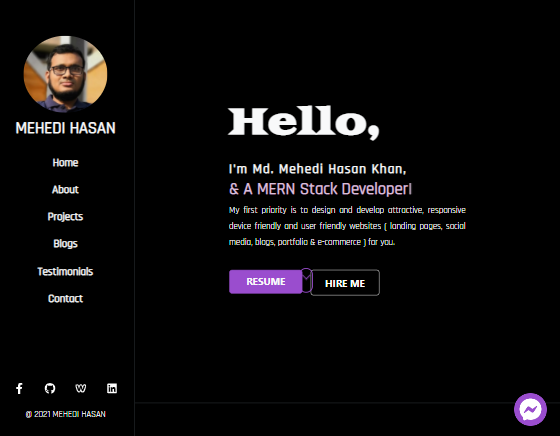 MEHEDI HASAN
Home
About
Projects
Blogs
Testimonials
Contact
@ 2021 MEHEDI HASAN
Hello,
I'm Md. Mehedi Hasan Khan,
& A MERN Stack Developer!
My first priority is to design and develop attractive, responsive
device friendly and user friendly websites ( landing pages, social
media, blogs, portfolio & e-commerce ) for you.
RESUME
HIRE ME